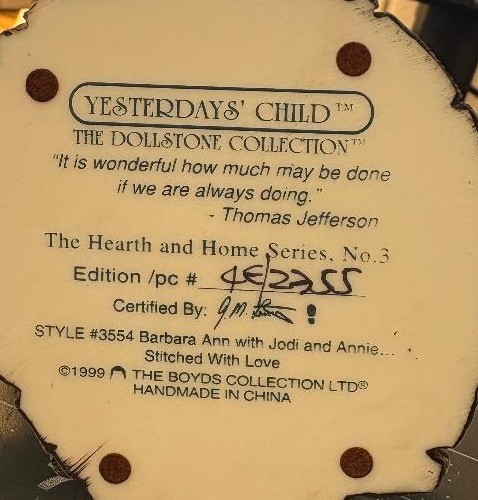 YESTERDAYS' CHILD™
THE DOLLSTONE COLLECTION™
"It is wonderful how much may be done
if we are always doing."
- Thomas Jefferson
The Hearth and Home Series, No.3
Edition /pc # 4E/2355
Certified By: !
STYLE #3554 Barbara Ann with Jodi and Annie...
Stitched With Love
©1999 THE BOYDS COLLECTION LTD®
HANDMADE IN CHINA